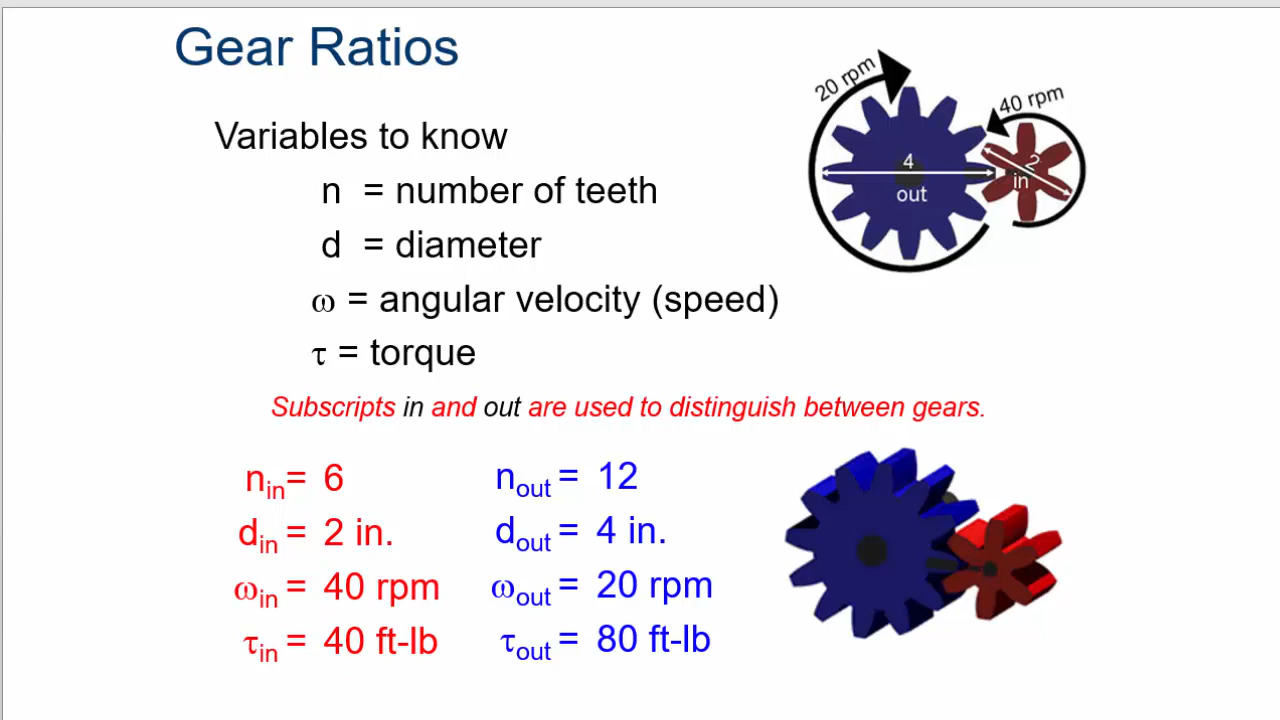 Gear Ratios
Variables to know
n = number of teeth
d = diameter
ω = angular velocity (speed)
τ = torque
Subscripts in and out are used to distinguish between gears.
n_in = 6
d_in = 2 in.
ω_in = 40 rpm
τ_in = 40 ft-lb
n_out = 12
d_out = 4 in.
ω_out = 20 rpm
τ_out = 80 ft-lb
20 rpm
40 rpm
4
out
2
in